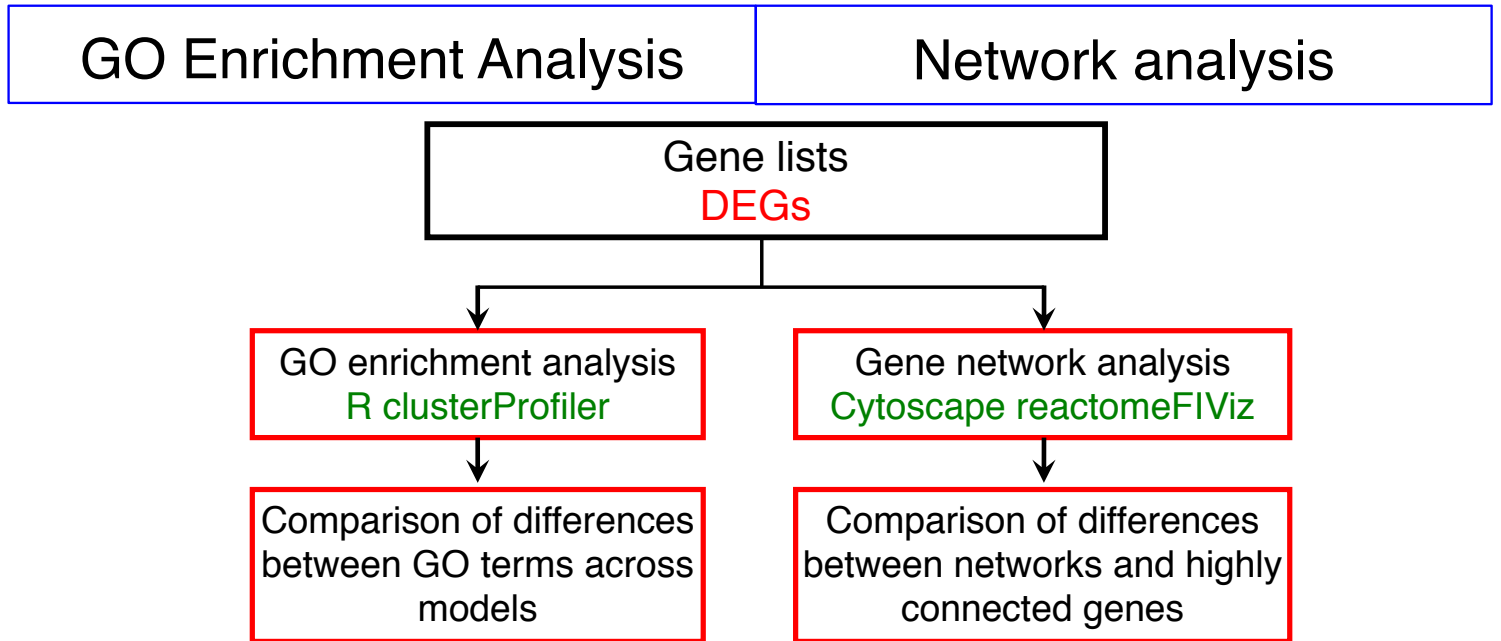 GO Enrichment Analysis
Network analysis
Gene lists
DEGs
GO enrichment analysis
R clusterProfiler
Gene network analysis
Cytoscape reactomeFIViz
Comparison of differences
between GO terms across
models
Comparison of differences
between networks and highly
connected genes